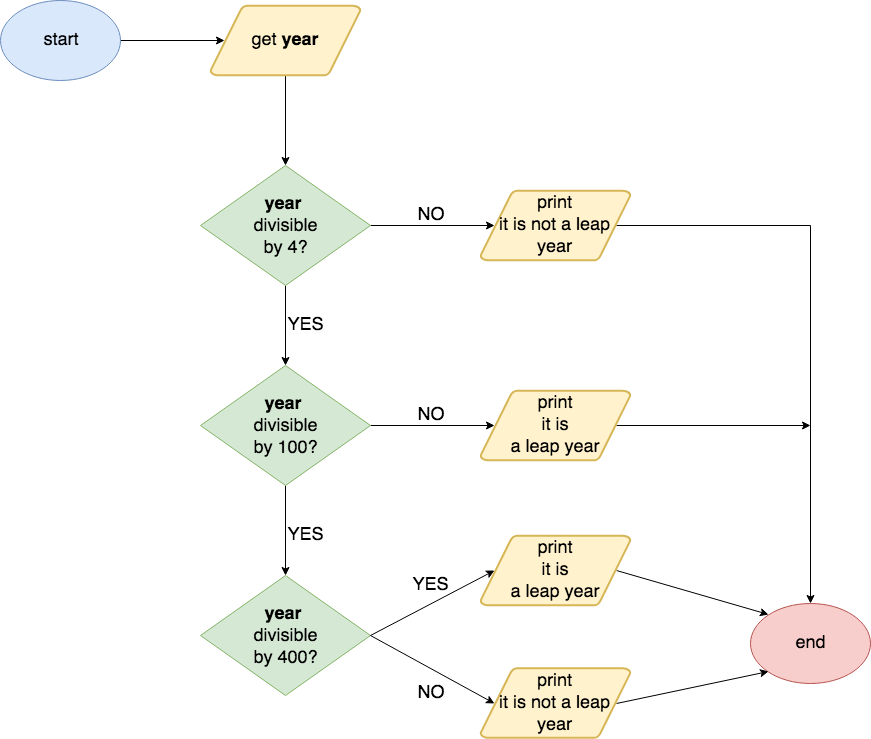 start
get year
year
divisible
by 4?
NO
print
it is not a leap
year
YES
year
divisible
by 100?
NO
print
it is
a leap year
YES
year
divisible
by 400?
YES
print
it is
a leap year
NO
print
it is not a leap
year
end